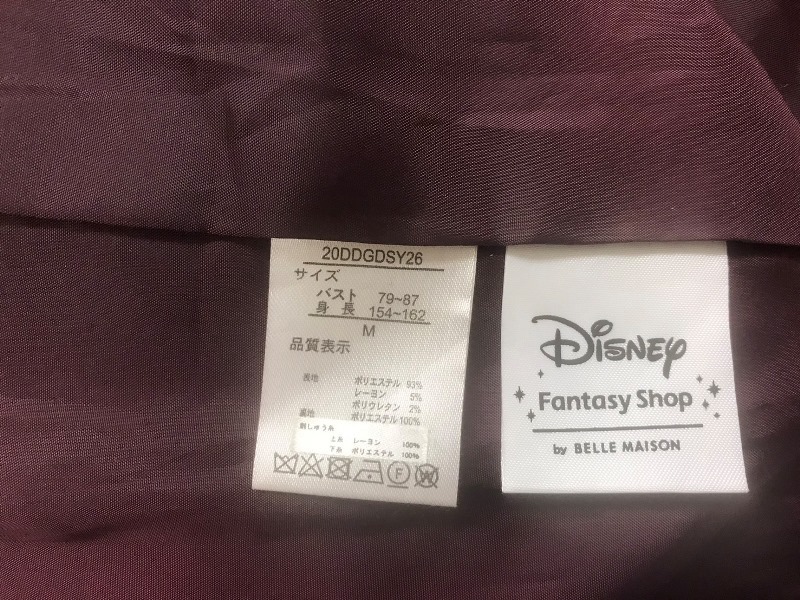 20DDGDSY26
サイズ
バスト 79~87
身長 154~162
M
品質表示
表地 ポリエステル 93%
レーヨン 5%
ポリウレタン 2%
裏地 ポリエステル 100%
刺しゅう糸
上糸 レーヨン 100%
下糸 ポリエステル 100%
F W
Disney
Fantasy Shop
by BELLE MAISON